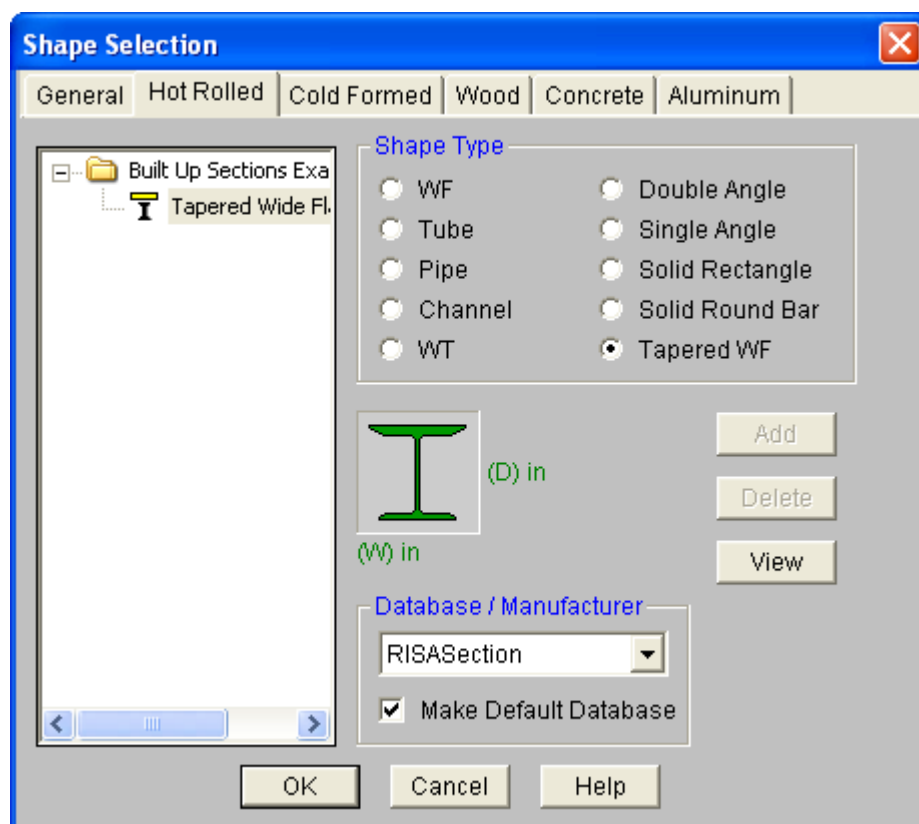 Shape Selection
General Hot Rolled Cold Formed Wood Concrete Aluminum
Built Up Sections Exa
Tapered Wide Fl
Shape Type
WF
Tube
Pipe
Channel
WT
Double Angle
Single Angle
Solid Rectangle
Solid Round Bar
Tapered WF
(D) in
(W) in
Add
Delete
View
Database / Manufacturer
RISASection
Make Default Database
OK Cancel Help